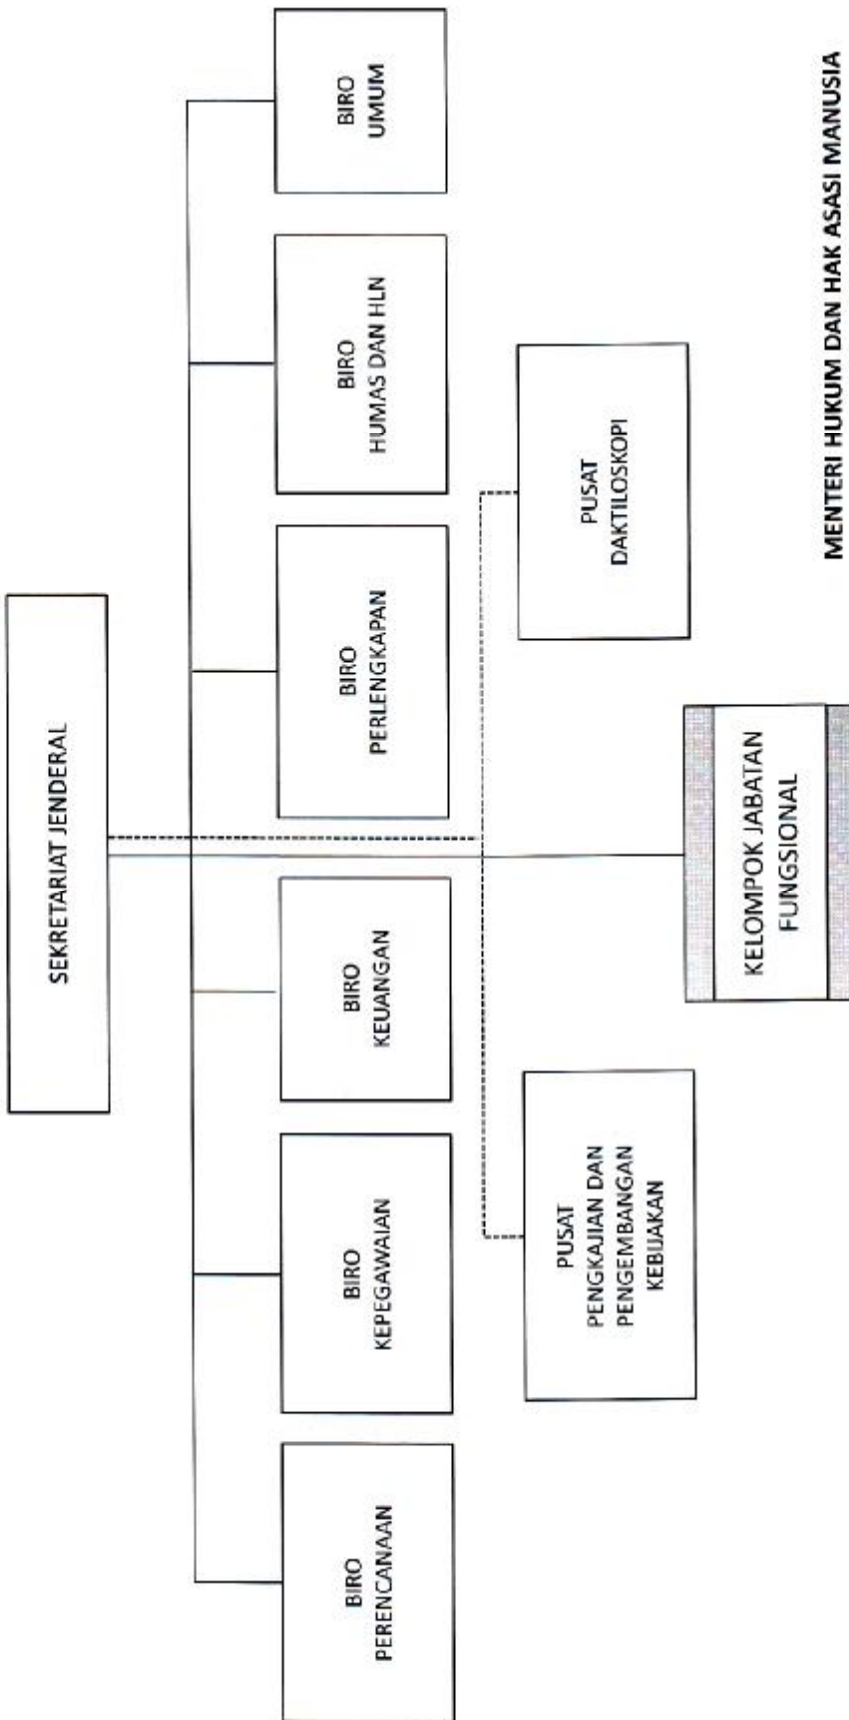 SEKRETARIAT JENDERAL
BIRO
PERENCANAAN
BIRO
KEPEGAWAIAN
BIRO
KEUANGAN
BIRO
PERLENGKAPAN
BIRO
HUMAS DAN HLN
BIRO
UMUM
PUSAT
PENGKAJIAN DAN
PENGEMBANGAN
KEBIJAKAN
PUSAT
DAKTILOSKOPI
KELOMPOK JABATAN
FUNGSIONAL
MENTERI HUKUM DAN HAK ASASI MANUSIA